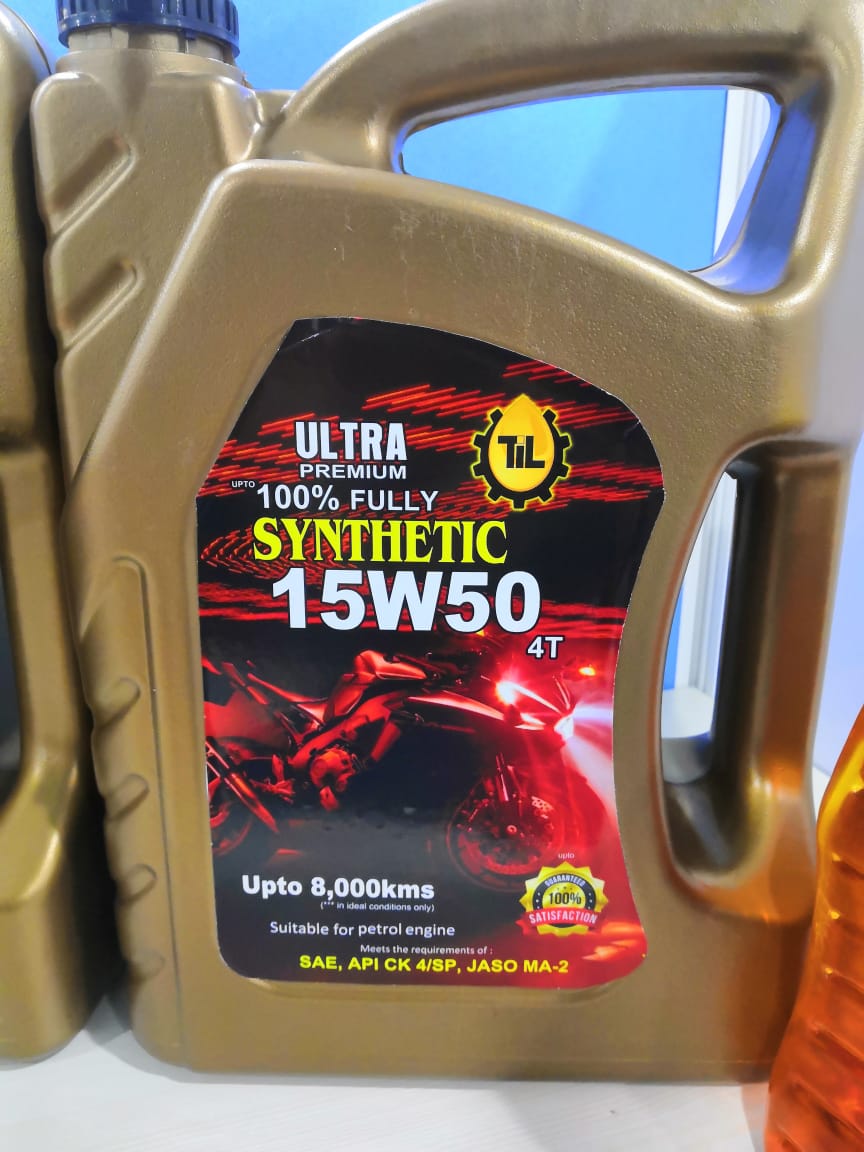 ULTRA
PREMIUM
TiL
UPTO 100% FULLY
SYNTHETIC
15W50
4T
Upto 8,000kms
(*** in ideal conditions only)
upto
GUARANTEED
100%
SATISFACTION
Suitable for petrol engine
Meets the requirements of :
SAE, API CK 4/SP, JASO MA-2